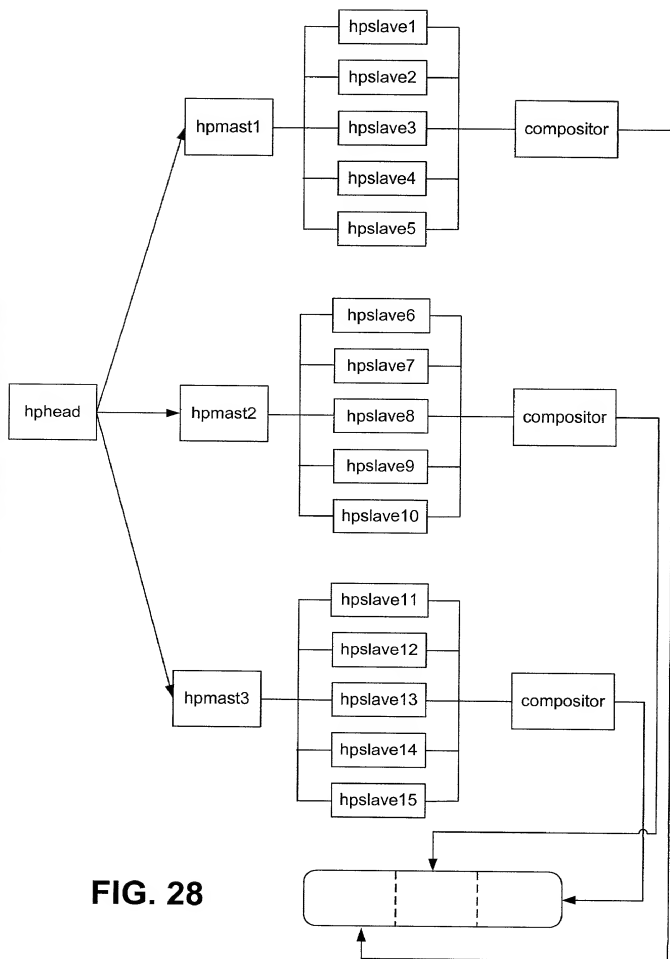 hpslave1
hpslave2
hpmast1
hpslave3
compositor
hpslave4
hpslave5
hpslave6
hpslave7
hphead
hpmast2
hpslave8
compositor
hpslave9
hpslave10
hpslave11
hpslave12
hpmast3
hpslave13
compositor
hpslave14
hpslave15
FIG. 28